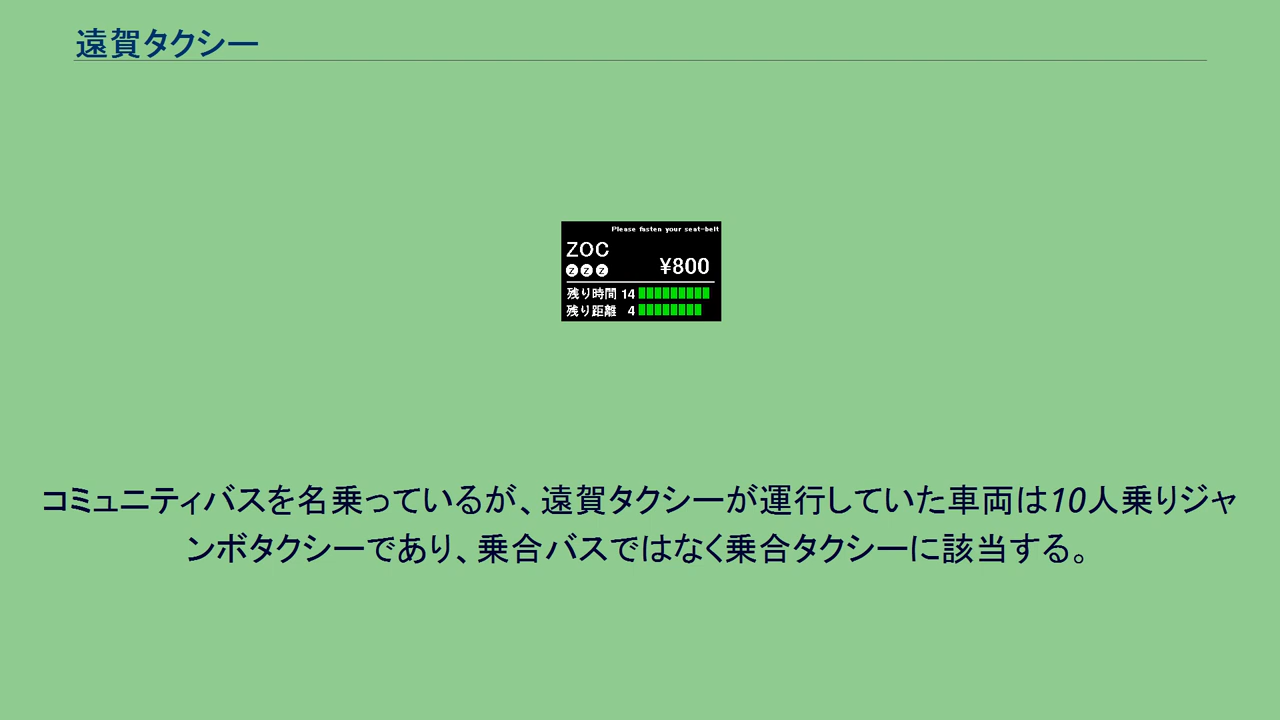 遠賀タクシー
Please fasten your seat-belt
ZOC
¥800
Z Z Z
残り時間 14
残り距離 4
コミュニティバスを名乗っているが、遠賀タクシーが運行していた車両は10人乗りジャ
ンボタクシーであり、乗合バスではなく乗合タクシーに該当する。